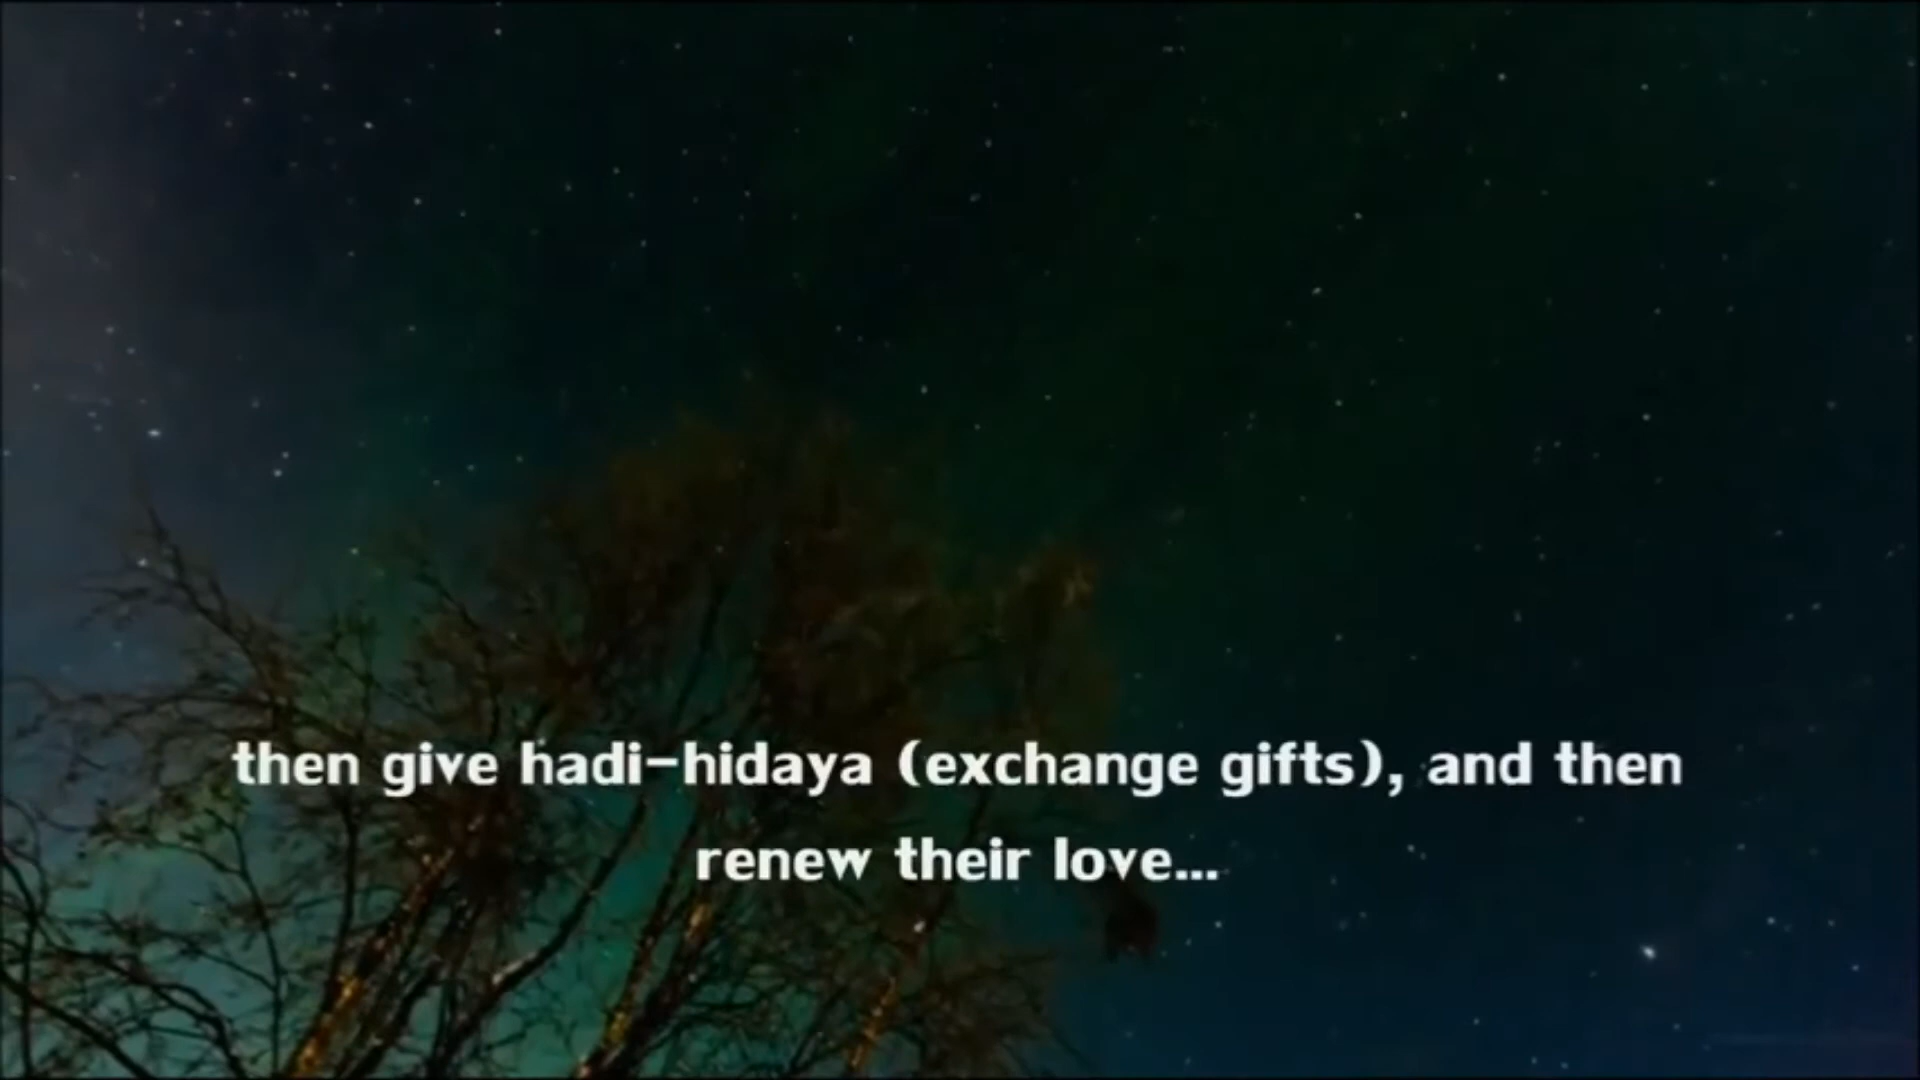 then give hadi-hidaya (exchange gifts), and then
renew their love...